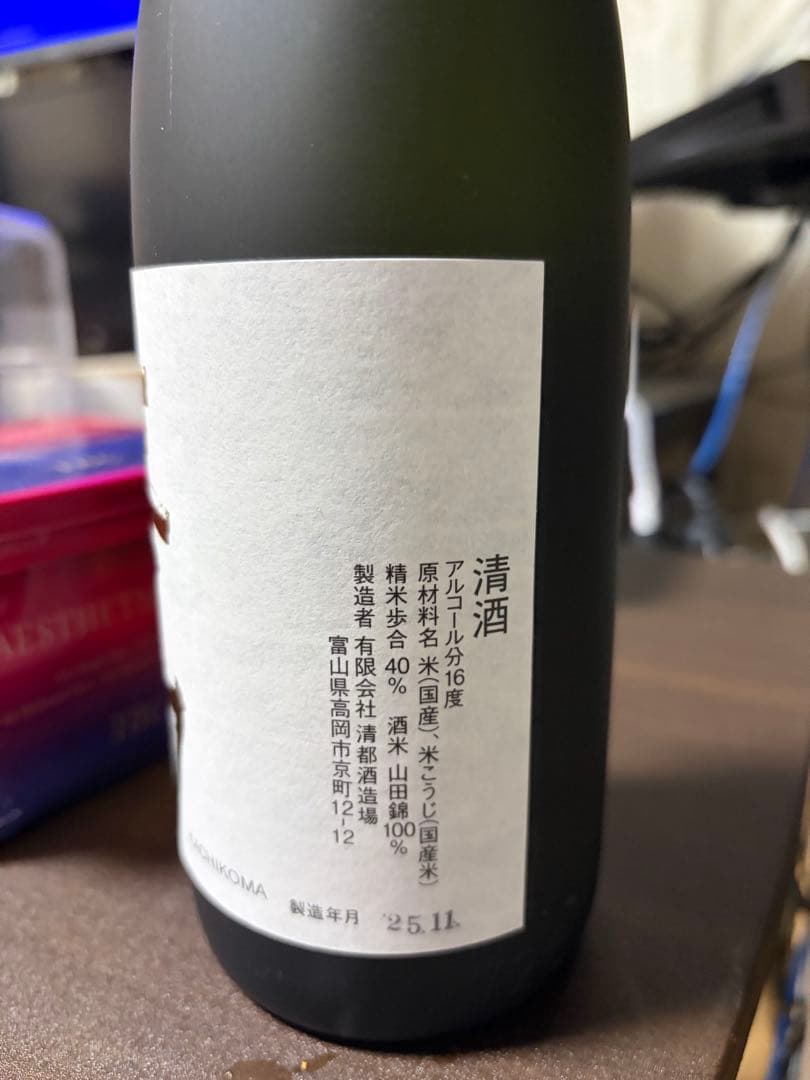 清酒
アルコール分16度
原材料名 米(国産)、米こうじ(国産米)
精米歩合 40% 酒米 山田錦100%
製造者 有限会社 清都酒造場
富山県高岡市京町12-12
製造年月 '25.11.